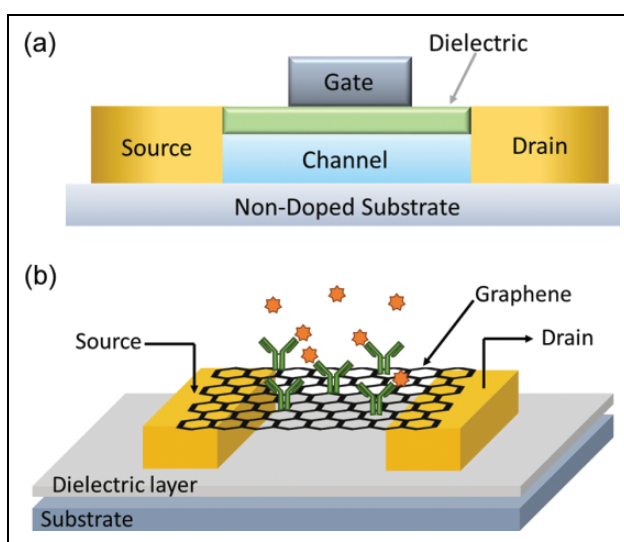 (a)
Dielectric
Gate
Source
Channel
Drain
Non-Doped Substrate
(b)
Graphene
Source
Drain
Dielectric layer
Substrate